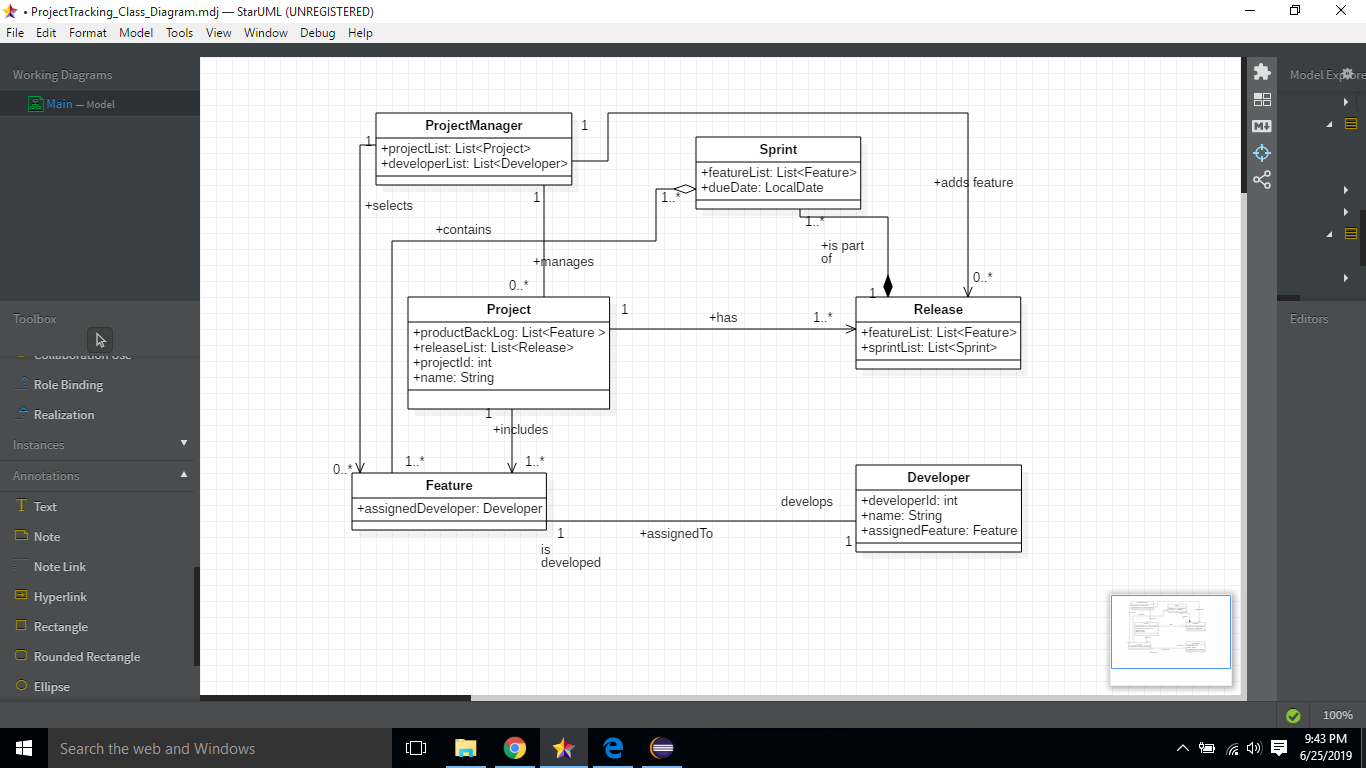 • ProjectTracking_Class_Diagram.mdj — StarUML (UNREGISTERED)
File Edit Format Model Tools View Window Debug Help
Working Diagrams
Main — Model
Toolbox
Collaboration Use
Role Binding
Realization
Instances
Annotations
Text
Note
Note Link
Hyperlink
Rectangle
Rounded Rectangle
Ellipse
ProjectManager
+projectList: List<Project>
+developerList: List<Developer>
1
1
1
+selects
+contains
+manages
0..*
Sprint
+featureList: List<Feature>
+dueDate: LocalDate
1..*
1..*
+is part
of
1
+adds feature
0..*
Project
+productBackLog: List<Feature >
+releaseList: List<Release>
+projectId: int
+name: String
1
+has
1..*
Release
+featureList: List<Feature>
+sprintList: List<Sprint>
1
+includes
0..*
1..*
1..*
Feature
+assignedDeveloper: Developer
1
is
developed
+assignedTo
develops
1
Developer
+developerId: int
+name: String
+assignedFeature: Feature
M
Model Explore
Editors
100%
Search the web and Windows
9:43 PM
6/25/2019